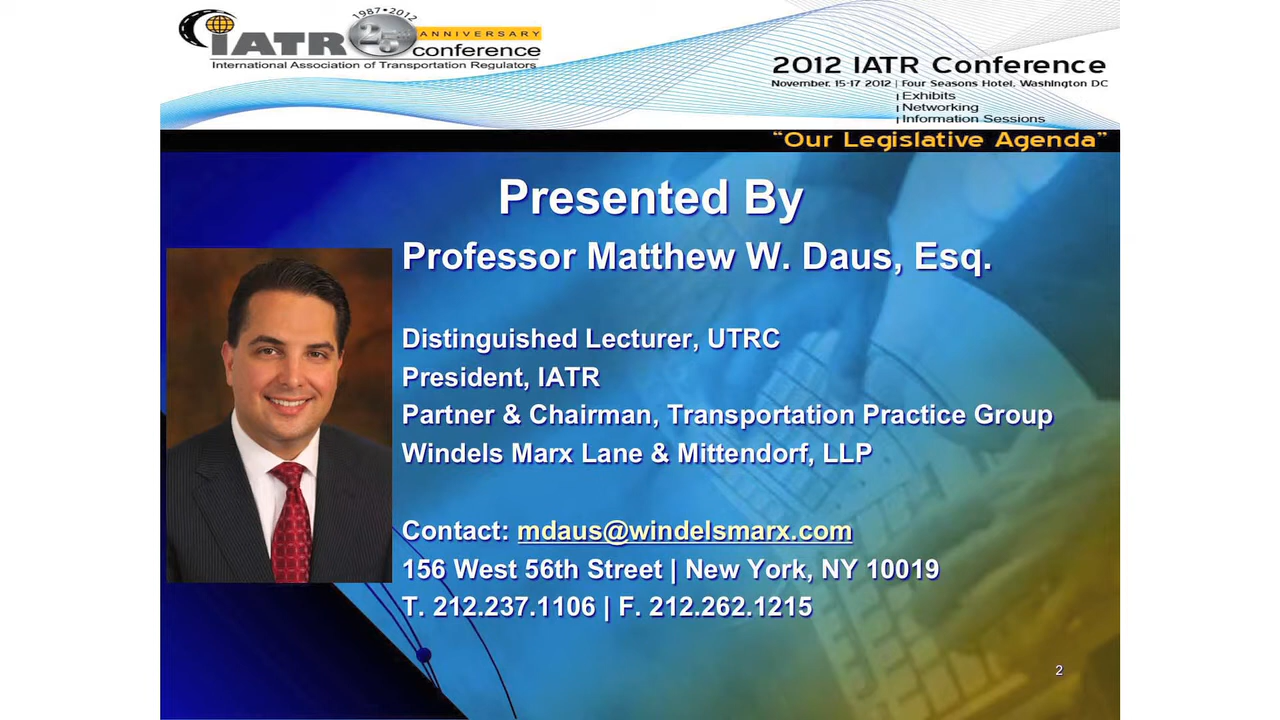 1987•2012
IATR 25th ANNIVERSARY
conference
International Association of Transportation Regulators
2012 IATR Conference
November. 15-17 2012 | Four Seasons Hotel, Washington DC
| Exhibits
| Networking
| Information Sessions
“Our Legislative Agenda”
Presented By
Professor Matthew W. Daus, Esq.
Distinguished Lecturer, UTRC
President, IATR
Partner & Chairman, Transportation Practice Group
Windels Marx Lane & Mittendorf, LLP
Contact: mdaus@windelsmarx.com
156 West 56th Street | New York, NY 10019
T. 212.237.1106 | F. 212.262.1215
2